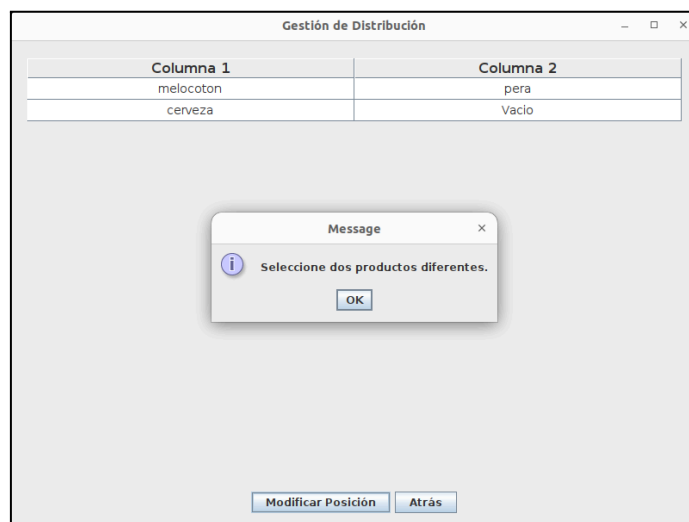 Gestión de Distribución
Columna 1 Columna 2
melocoton pera
cerveza Vacio
Message
Seleccione dos productos diferentes.
OK
Modificar Posición Atrás